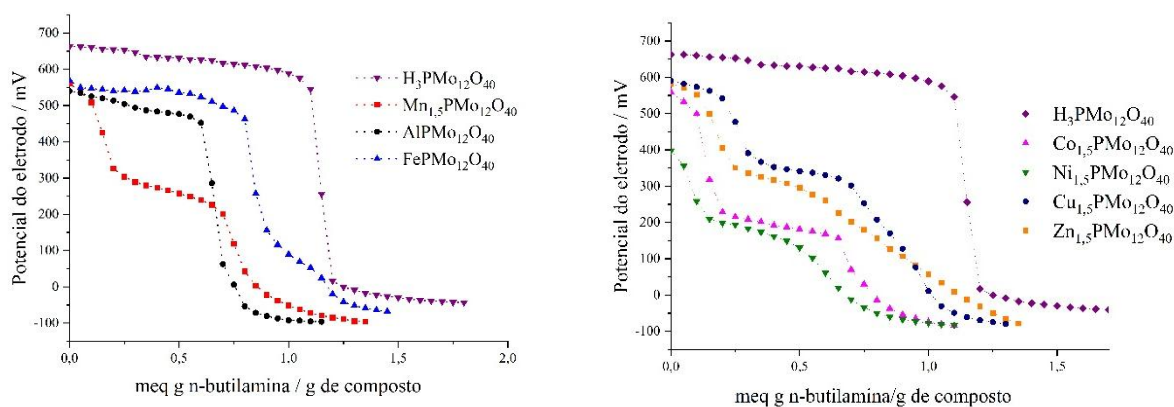 700
600
500
400
300
200
100
0
-100
Potencial do eletrodo / mV
0,0 0,5 1,0 1,5 2,0
meq g n-butilamina / g de composto
H₃PMo₁₂O₄₀
Mn₁,₅PMo₁₂O₄₀
AlPMo₁₂O₄₀
FePMo₁₂O₄₀
700
600
500
400
300
200
100
0
-100
Potencial do eletrodo / mV
0,0 0,5 1,0 1,5
meq g n-butilamina/g de composto
H₃PMo₁₂O₄₀
Co₁,₅PMo₁₂O₄₀
Ni₁,₅PMo₁₂O₄₀
Cu₁,₅PMo₁₂O₄₀
Zn₁,₅PMo₁₂O₄₀